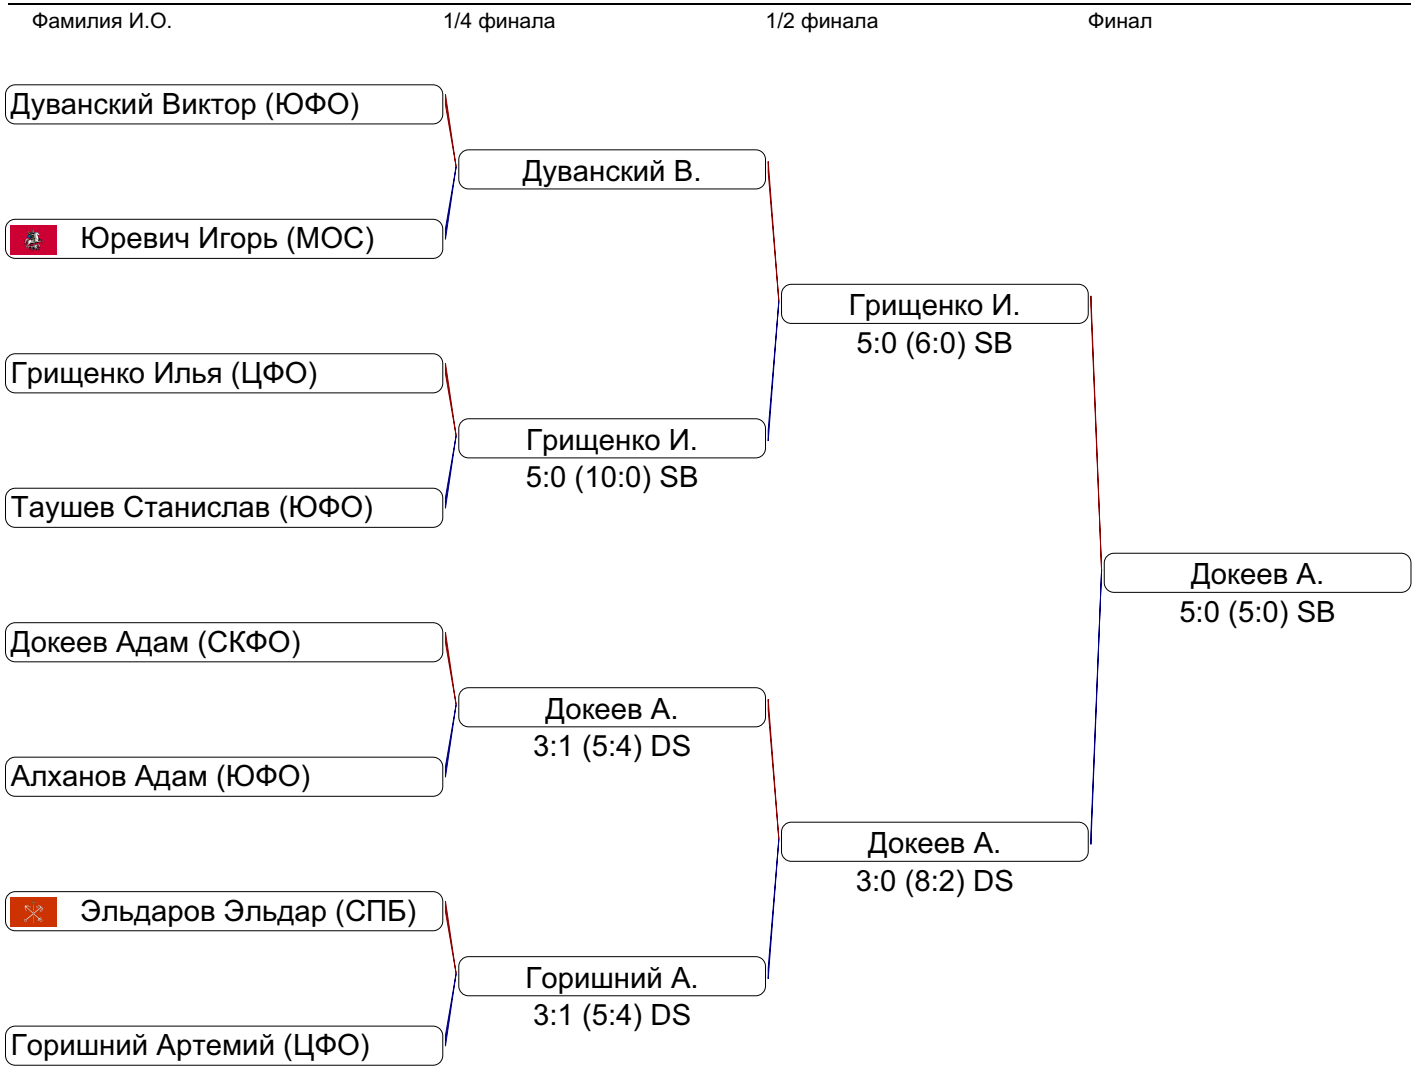 Фамилия И.О. 1/4 финала 1/2 финала Финал
Дуванский Виктор (ЮФО)
Дуванский В.
Юревич Игорь (МОС)
Грищенко И.
5:0 (6:0) SB
Грищенко Илья (ЦФО)
Грищенко И.
5:0 (10:0) SB
Таушев Станислав (ЮФО)
Докеев А.
5:0 (5:0) SB
Докеев Адам (СКФО)
Докеев А.
3:1 (5:4) DS
Алханов Адам (ЮФО)
Докеев А.
3:0 (8:2) DS
Эльдаров Эльдар (СПБ)
Горишний А.
3:1 (5:4) DS
Горишний Артемий (ЦФО)